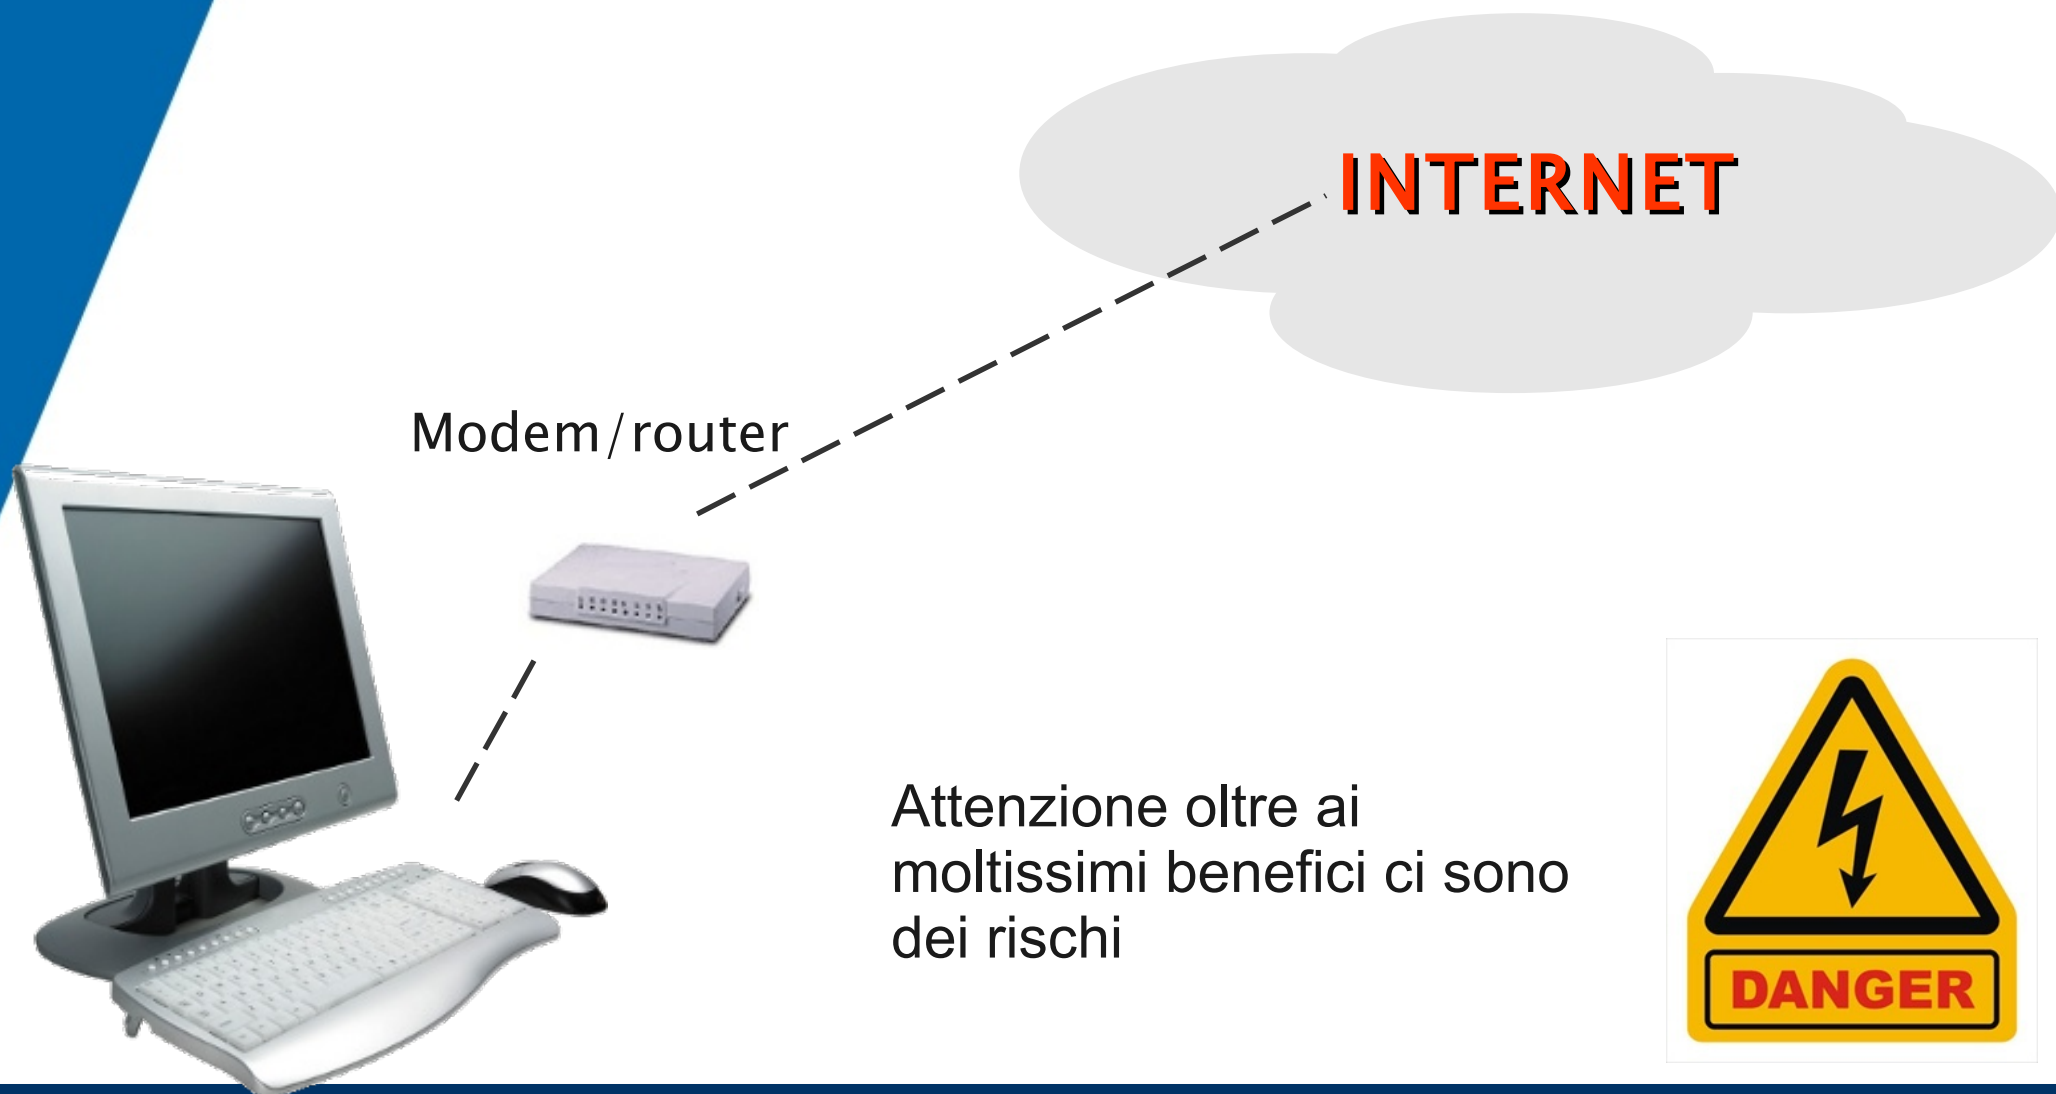 INTERNET
Modem/router
Attenzione oltre ai
moltissimi benefici ci sono
dei rischi
DANGER